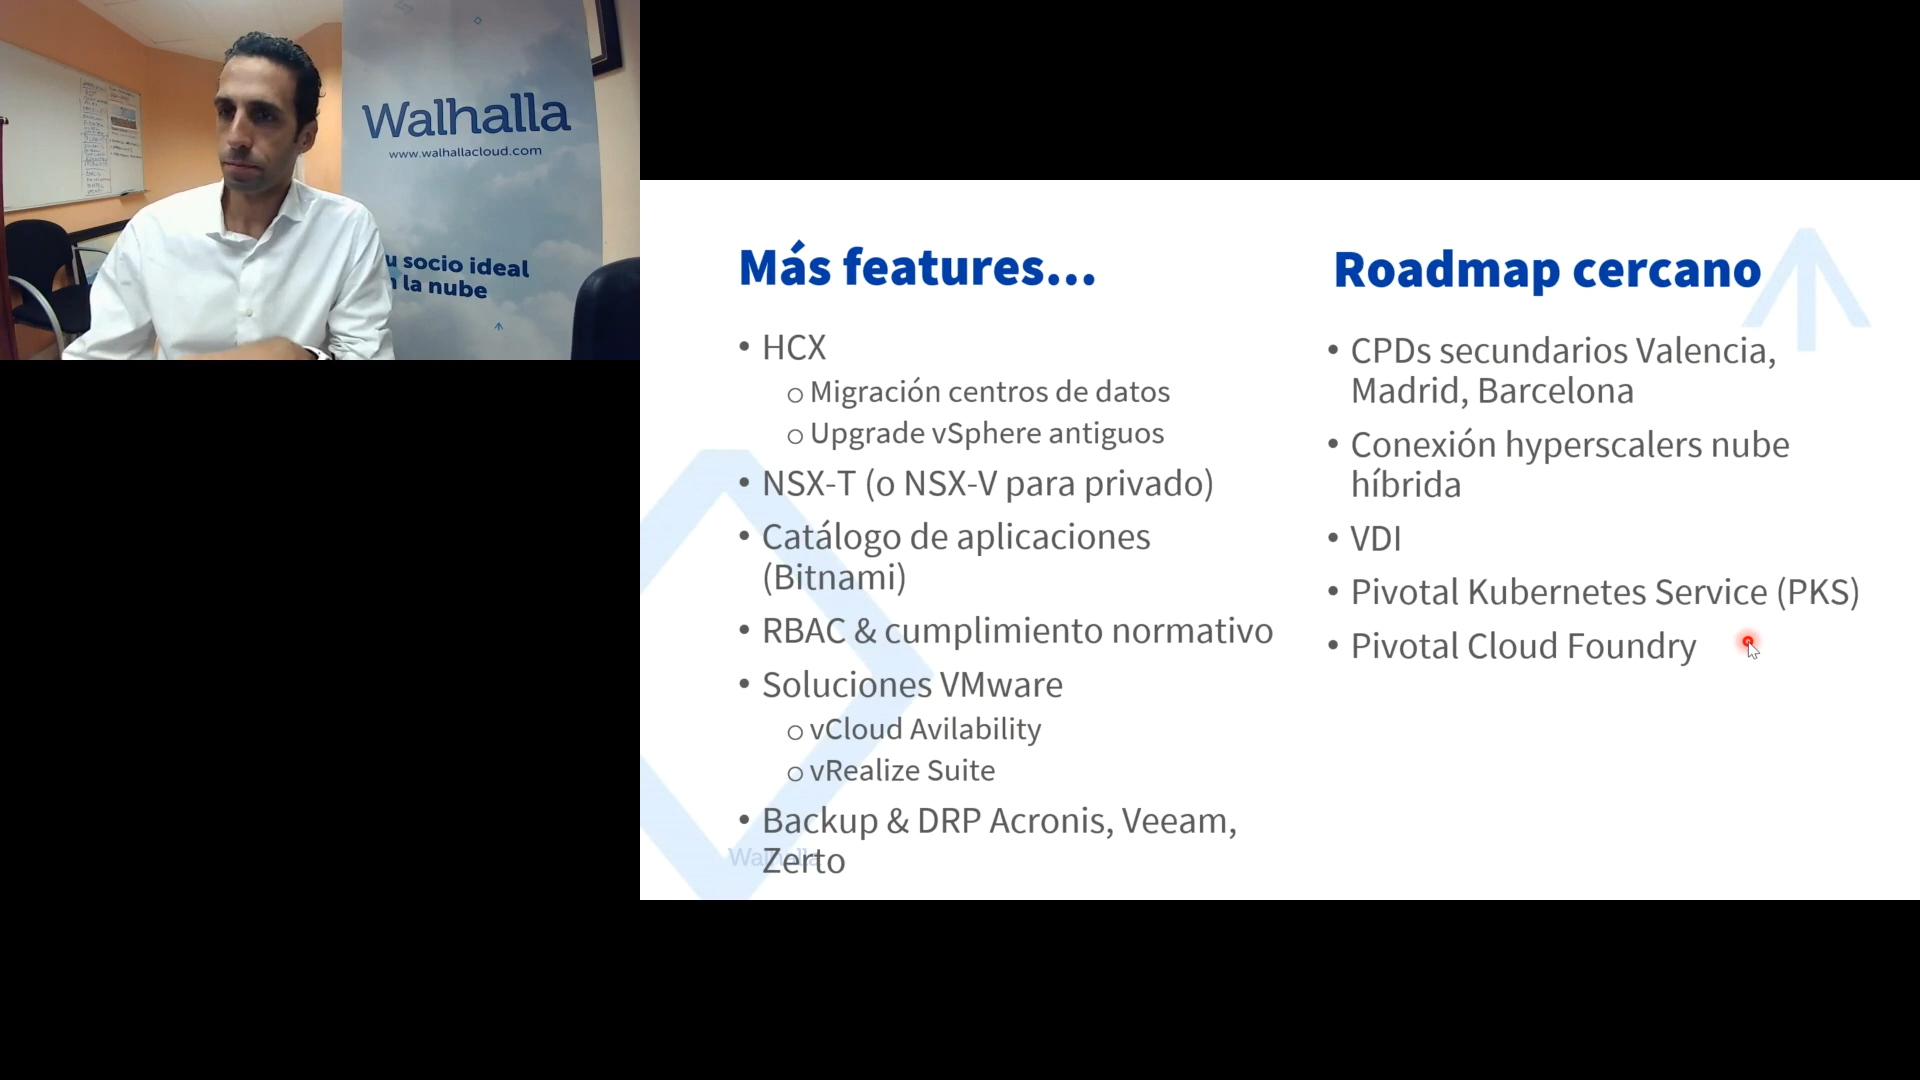 Walhalla
www.walhallacloud.com
u socio ideal
n la nube
Más features...
• HCX
o Migración centros de datos
o Upgrade vSphere antiguos
• NSX-T (o NSX-V para privado)
• Catálogo de aplicaciones
(Bitnami)
• RBAC & cumplimiento normativo
• Soluciones VMware
o vCloud Avilability
o vRealize Suite
• Backup & DRP Acronis, Veeam,
Zerto
Walhalla
Roadmap cercano
• CPDs secundarios Valencia,
Madrid, Barcelona
• Conexión hyperscalers nube
híbrida
• VDI
• Pivotal Kubernetes Service (PKS)
• Pivotal Cloud Foundry